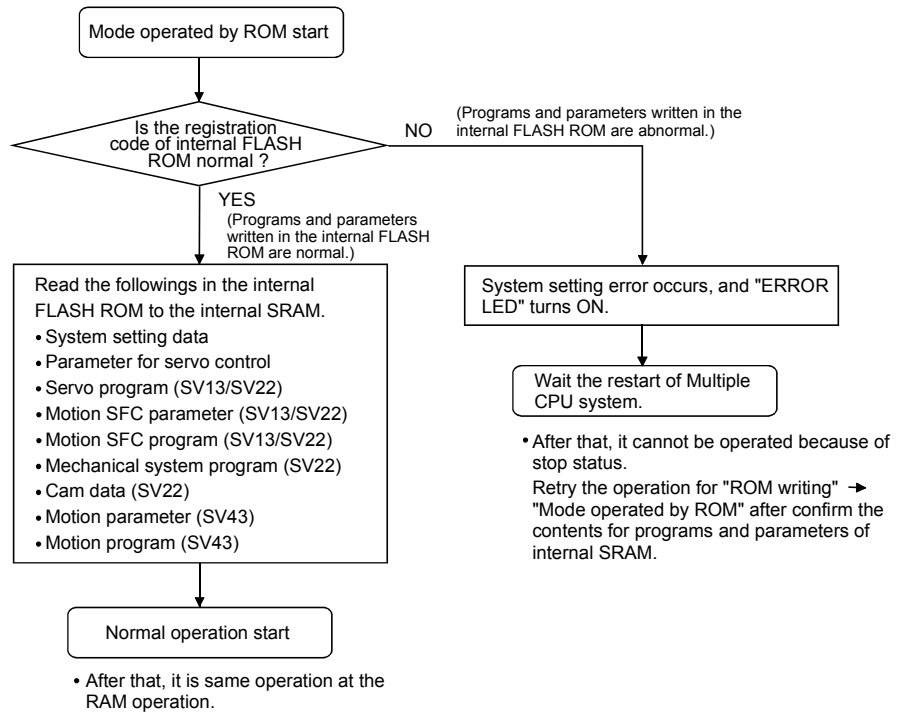 Mode operated by ROM start
Is the registration
code of internal FLASH
ROM normal ?
NO
(Programs and parameters written in the
internal FLASH ROM are abnormal.)
YES
(Programs and parameters
written in the internal FLASH
ROM are normal.)
Read the followings in the internal
FLASH ROM to the internal SRAM.
• System setting data
• Parameter for servo control
• Servo program (SV13/SV22)
• Motion SFC parameter (SV13/SV22)
• Motion SFC program (SV13/SV22)
• Mechanical system program (SV22)
• Cam data (SV22)
• Motion parameter (SV43)
• Motion program (SV43)
Normal operation start
• After that, it is same operation at the
RAM operation.
System setting error occurs, and "ERROR
LED" turns ON.
Wait the restart of Multiple
CPU system.
• After that, it cannot be operated because of
stop status.
Retry the operation for "ROM writing" →
"Mode operated by ROM" after confirm the
contents for programs and parameters of
internal SRAM.